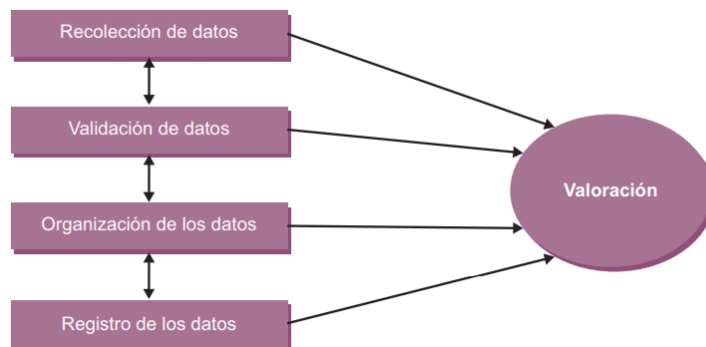 Recolección de datos
Validación de datos
Valoración
Organización de los datos
Registro de los datos